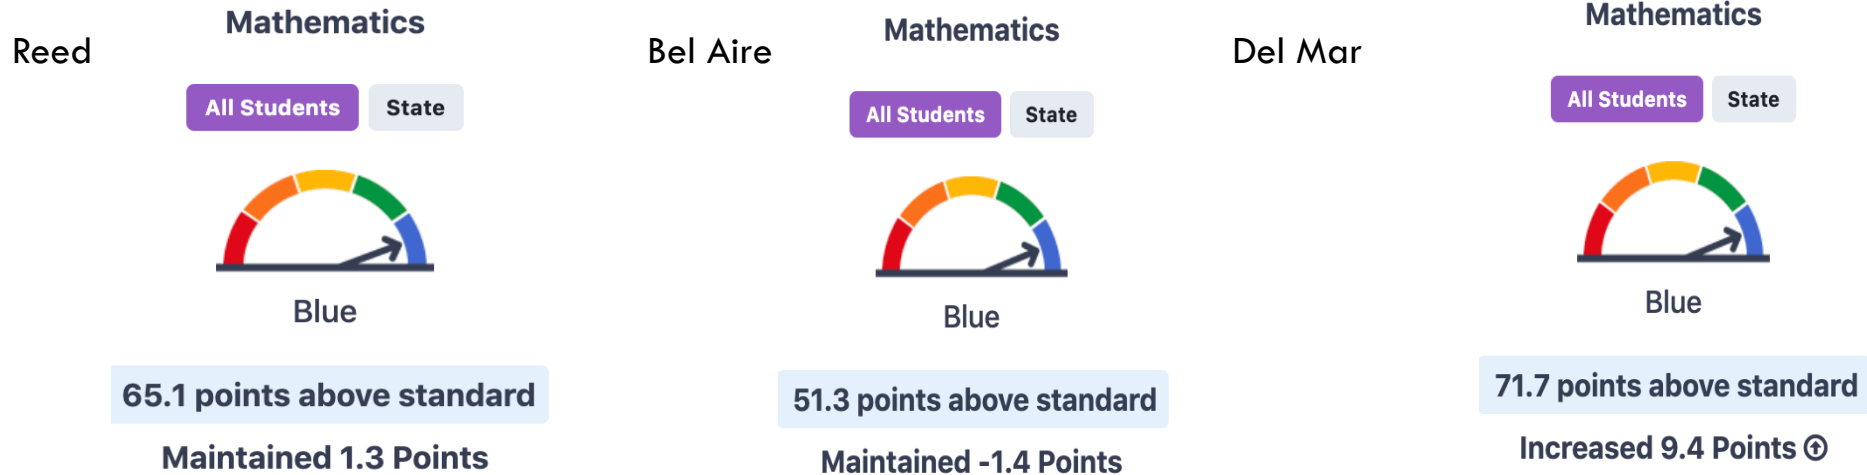 Reed
Mathematics
All Students State
Blue
65.1 points above standard
Maintained 1.3 Points
Bel Aire
Mathematics
All Students State
Blue
51.3 points above standard
Maintained -1.4 Points
Del Mar
Mathematics
All Students State
Blue
71.7 points above standard
Increased 9.4 Points